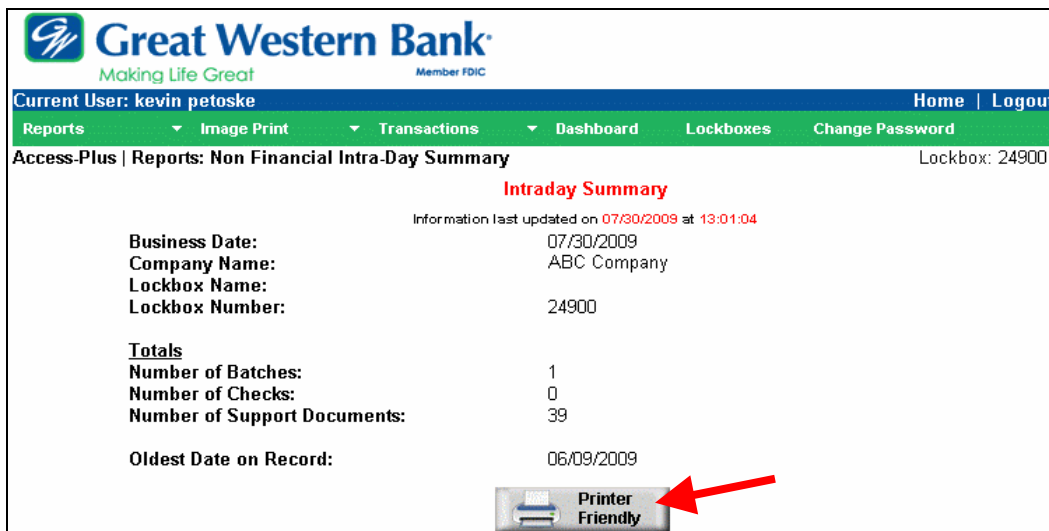 GW Great Western Bank
Making Life Great Member FDIC
Current User: kevin petoske Home | Logout
Reports Image Print Transactions Dashboard Lockboxes Change Password
Access-Plus | Reports: Non Financial Intra-Day Summary Lockbox: 24900
Intraday Summary
Information last updated on 07/30/2009 at 13:01:04
Business Date: 07/30/2009
Company Name: ABC Company
Lockbox Name:
Lockbox Number: 24900
Totals
Number of Batches: 1
Number of Checks: 0
Number of Support Documents: 39
Oldest Date on Record: 06/09/2009
Printer
Friendly